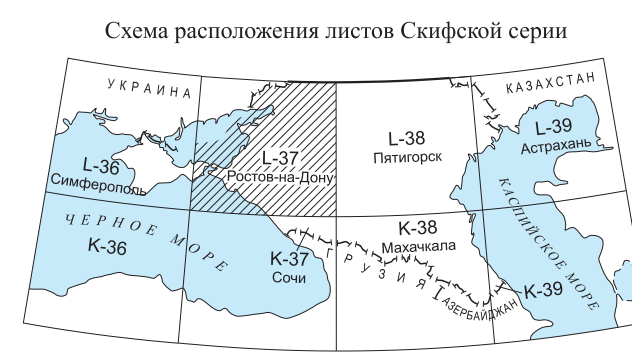 Схема расположения листов Скифской серии
УКРАИНА
КАЗАХСТАН
L-36
Симферополь
L-37
Ростов-на-Дону
L-38
Пятигорск
L-39
Астрахань
ЧЕРНОЕ МОРЕ
K-36
K-37
Сочи
ГРУЗИЯ
K-38
Махачкала
АЗЕРБАЙДЖАН
K-39
КАСПИЙСКОЕ МОРЕ